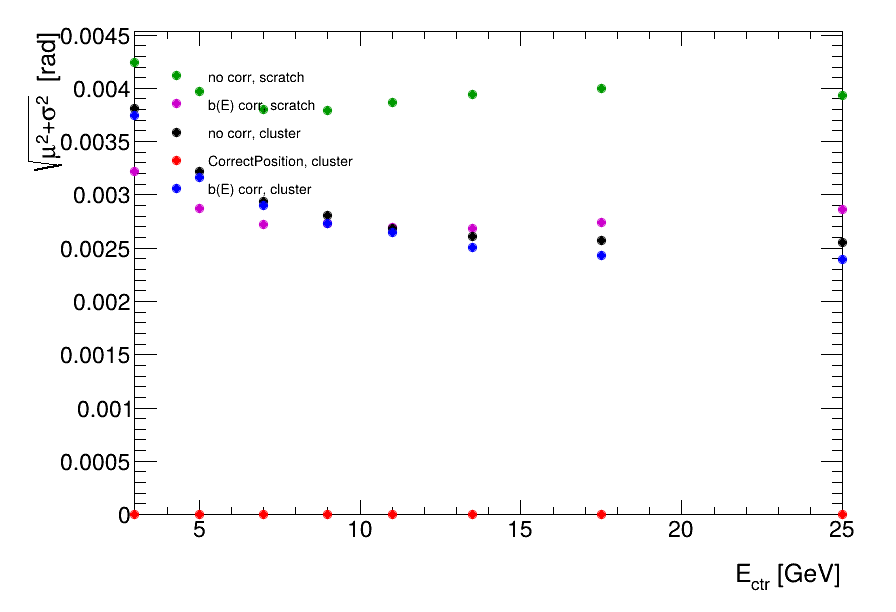 √μ²+σ² [rad]
0.0045
0.004
0.0035
0.003
0.0025
0.002
0.0015
0.001
0.0005
0
no corr, scratch
b(E) corr, scratch
no corr, cluster
CorrectPosition, cluster
b(E) corr, cluster
5 10 15 20 25
E_ctr [GeV]